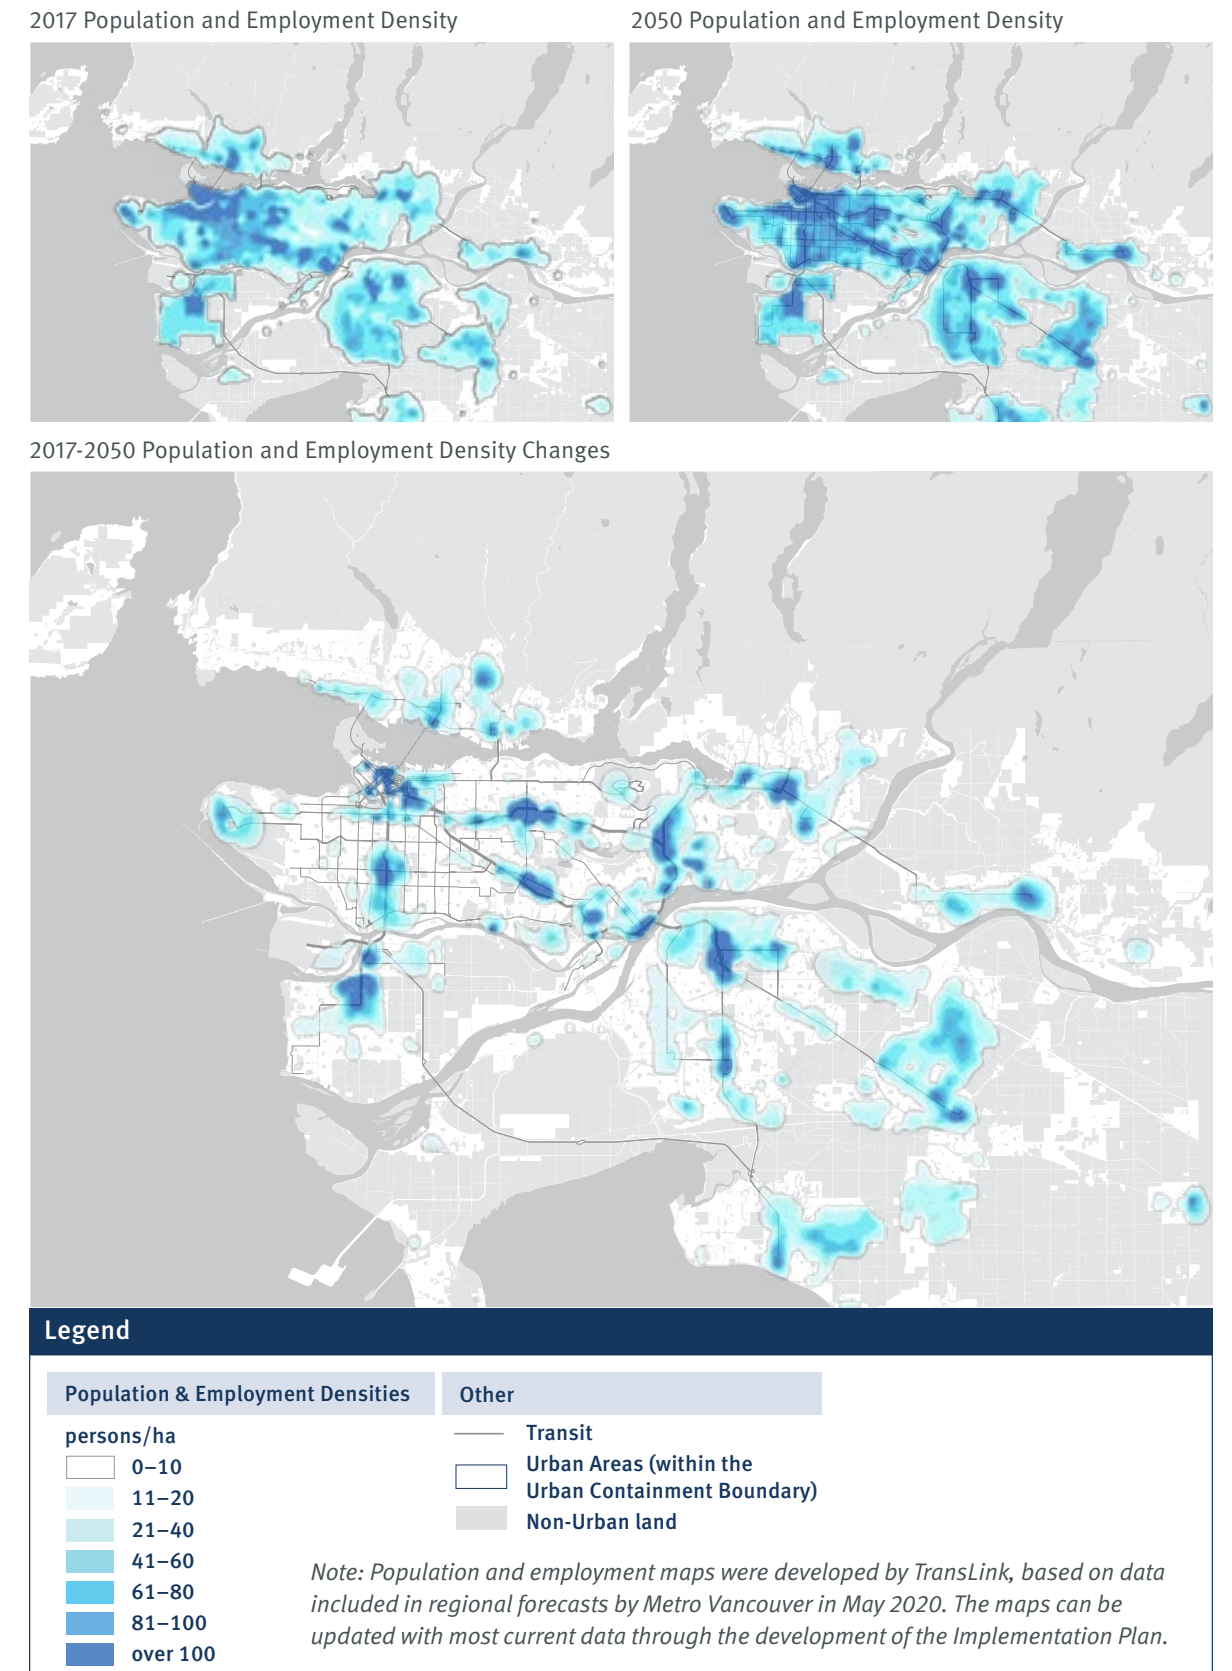 2017 Population and Employment Density
2050 Population and Employment Density
2017-2050 Population and Employment Density Changes
Legend
Population & Employment Densities
persons/ha
0–10
11–20
21–40
41–60
61–80
81–100
over 100
Other
Transit
Urban Areas (within the
Urban Containment Boundary)
Non-Urban land
Note: Population and employment maps were developed by TransLink, based on data
included in regional forecasts by Metro Vancouver in May 2020. The maps can be
updated with most current data through the development of the Implementation Plan.